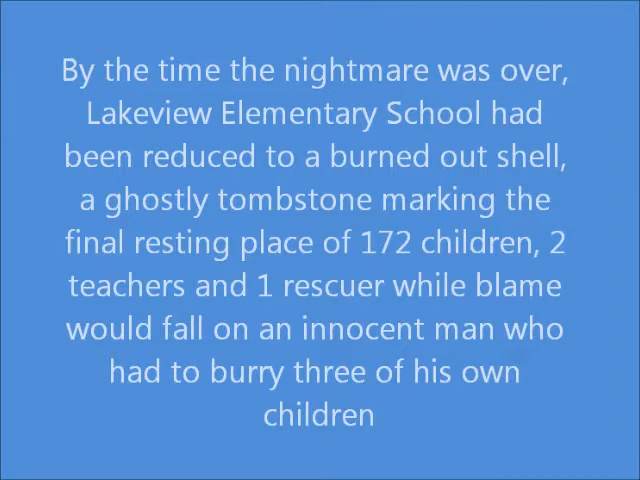 By the time the nightmare was over,
Lakeview Elementary School had
been reduced to a burned out shell,
a ghostly tombstone marking the
final resting place of 172 children, 2
teachers and 1 rescuer while blame
would fall on an innocent man who
had to burry three of his own
children